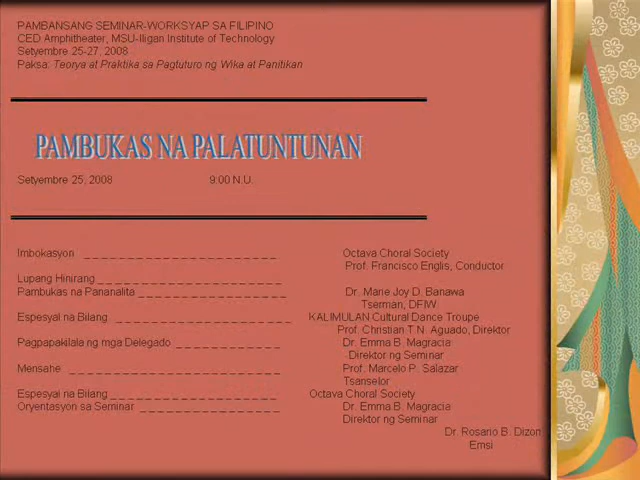 PAMBANSANG SEMINAR-WORKSYAP SA FILIPINO
CED Amphitheater, MSU-Iligan Institute of Technology
Setyembre 25-27, 2008
Paksa: Teorya at Praktika sa Pagtuturo ng Wika at Panitikan
PAMBUKAS NA PALATUNTUNAN
Setyembre 25, 2008 9:00 N.U.
Imbokasyon _ _ _ _ _ _ _ _ _ _ _ _ _ _ _ _ _ _ _ _ _ _ Octava Choral Society
Prof. Francisco Englis, Conductor
Lupang Hinirang _ _ _ _ _ _ _ _ _ _ _ _ _ _ _ _ _ _ _ _ _
Pambukas na Pananalita _ _ _ _ _ _ _ _ _ _ _ _ _ _ _ _ _ Dr. Marie Joy D. Banawa
Tserman, DFIW
Espesyal na Bilang _ _ _ _ _ _ _ _ _ _ _ _ _ _ _ _ _ _ _ _ KALIMULAN Cultural Dance Troupe
Prof. Christian T.N. Aguado, Direktor
Pagpapakilala ng mga Delegado _ _ _ _ _ _ _ _ _ _ _ _ Dr. Emma B. Magracia
Direktor ng Seminar
Mensahe _ _ _ _ _ _ _ _ _ _ _ _ _ _ _ _ _ _ _ _ _ _ _ _ Prof. Marcelo P. Salazar
Tsanselor
Espesyal na Bilang _ _ _ _ _ _ _ _ _ _ _ _ _ _ _ _ _ _ _ Octava Choral Society
Oryentasyon sa Seminar _ _ _ _ _ _ _ _ _ _ _ _ _ _ _ _ Dr. Emma B. Magracia
Direktor ng Seminar
Dr. Rosario B. Dizon
Emsi